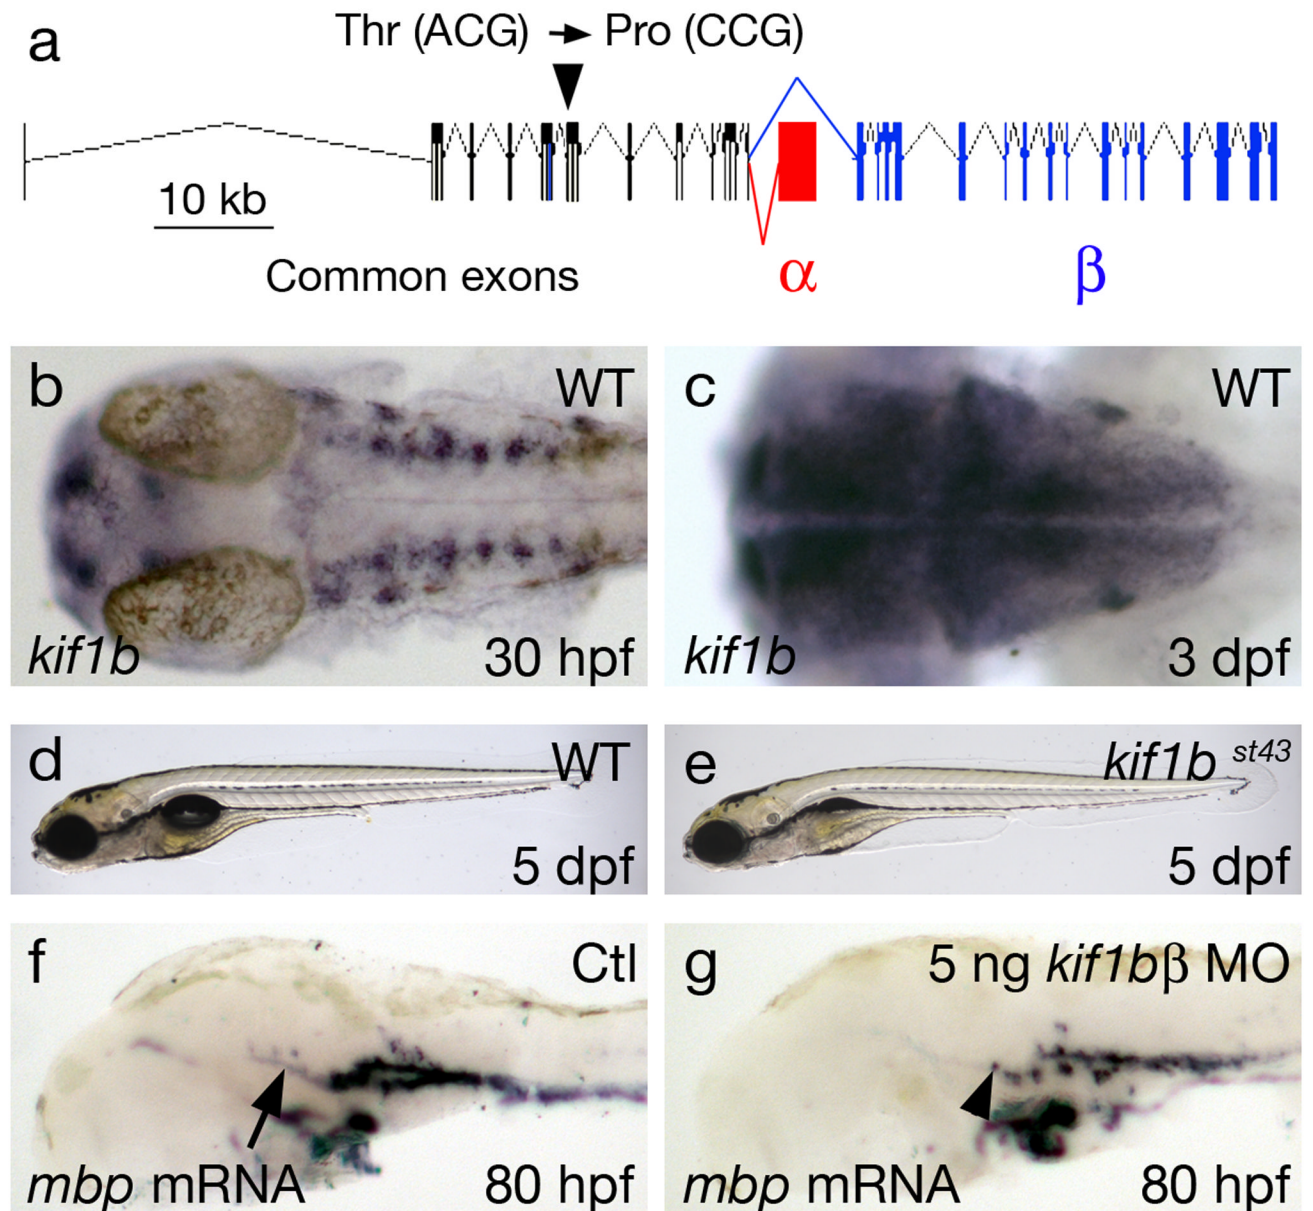 a
Thr (ACG) → Pro (CCG)
10 kb
Common exons
α
β
b
WT
kif1b
30 hpf
c
WT
kif1b
3 dpf
d
WT
5 dpf
e
kif1b st43
5 dpf
f
Ctl
mbp mRNA
80 hpf
g
5 ng kif1bβ MO
mbp mRNA
80 hpf